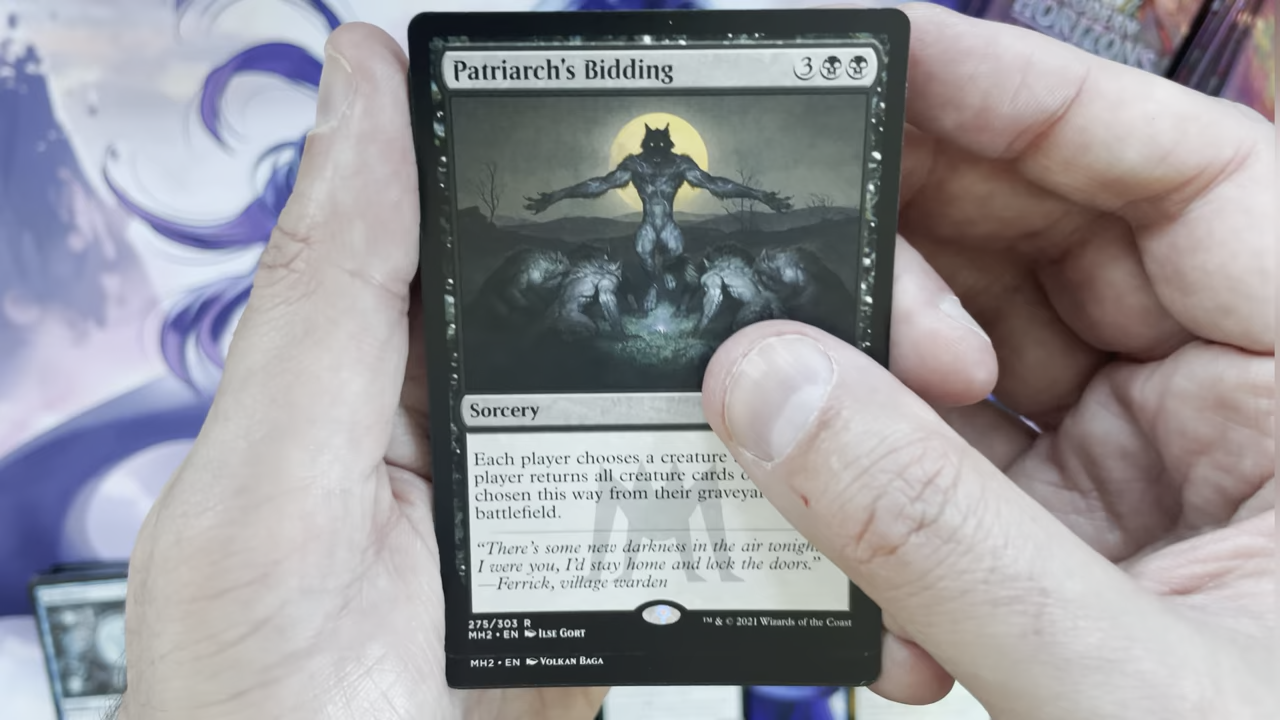 HORIZONS
Patriarch's Bidding 3
Sorcery
Each player chooses a creature
player returns all creature cards
chosen this way from their
battlefield.
“There's some new darkness in the air
I were you, I'd stay home and lock the doors.”
—Ferrick, village warden
275/303 R
MH2 • EN ILSE GORT
™ & © 2021 Wizards of the Coast
MH2 • EN VOLKAN BAGA